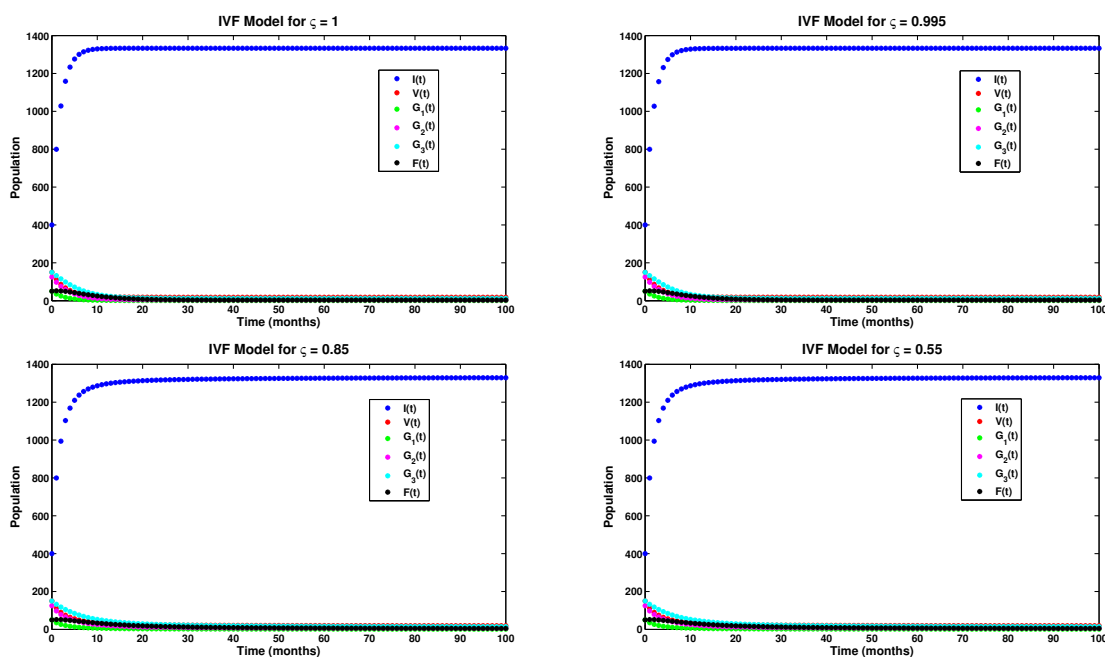 IVF Model for ς = 1
1400
1200
1000
800
600
400
200
0
Population
I(t)
V(t)
G1(t)
G2(t)
G3(t)
F(t)
0 10 20 30 40 50 60 70 80 90 100
Time (months)
IVF Model for ς = 0.995
1400
1200
1000
800
600
400
200
0
Population
I(t)
V(t)
G1(t)
G2(t)
G3(t)
F(t)
0 10 20 30 40 50 60 70 80 90 100
Time (months)
IVF Model for ς = 0.85
1400
1200
1000
800
600
400
200
0
Population
I(t)
V(t)
G1(t)
G2(t)
G3(t)
F(t)
0 10 20 30 40 50 60 70 80 90 100
Time (months)
IVF Model for ς = 0.55
1400
1200
1000
800
600
400
200
0
Population
I(t)
V(t)
G1(t)
G2(t)
G3(t)
F(t)
0 10 20 30 40 50 60 70 80 90 100
Time (months)